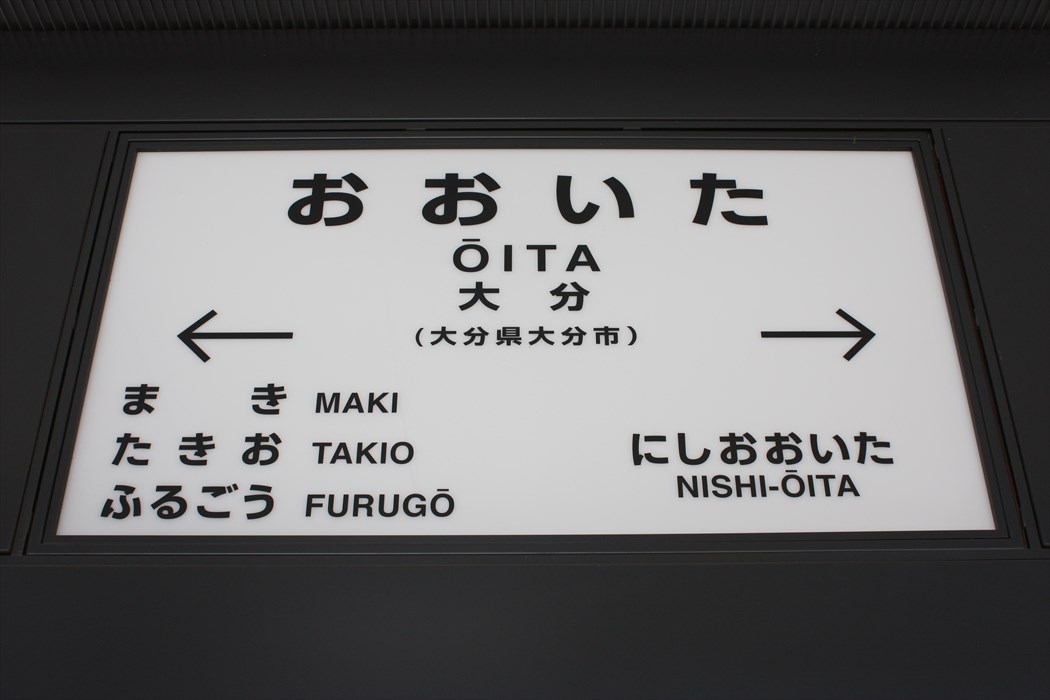 おおいた
ŌITA
大分
(大分県大分市)
← →
まき MAKI
たきお TAKIO
ふるごう FURUGŌ
にしおおいた
NISHI-ŌITA